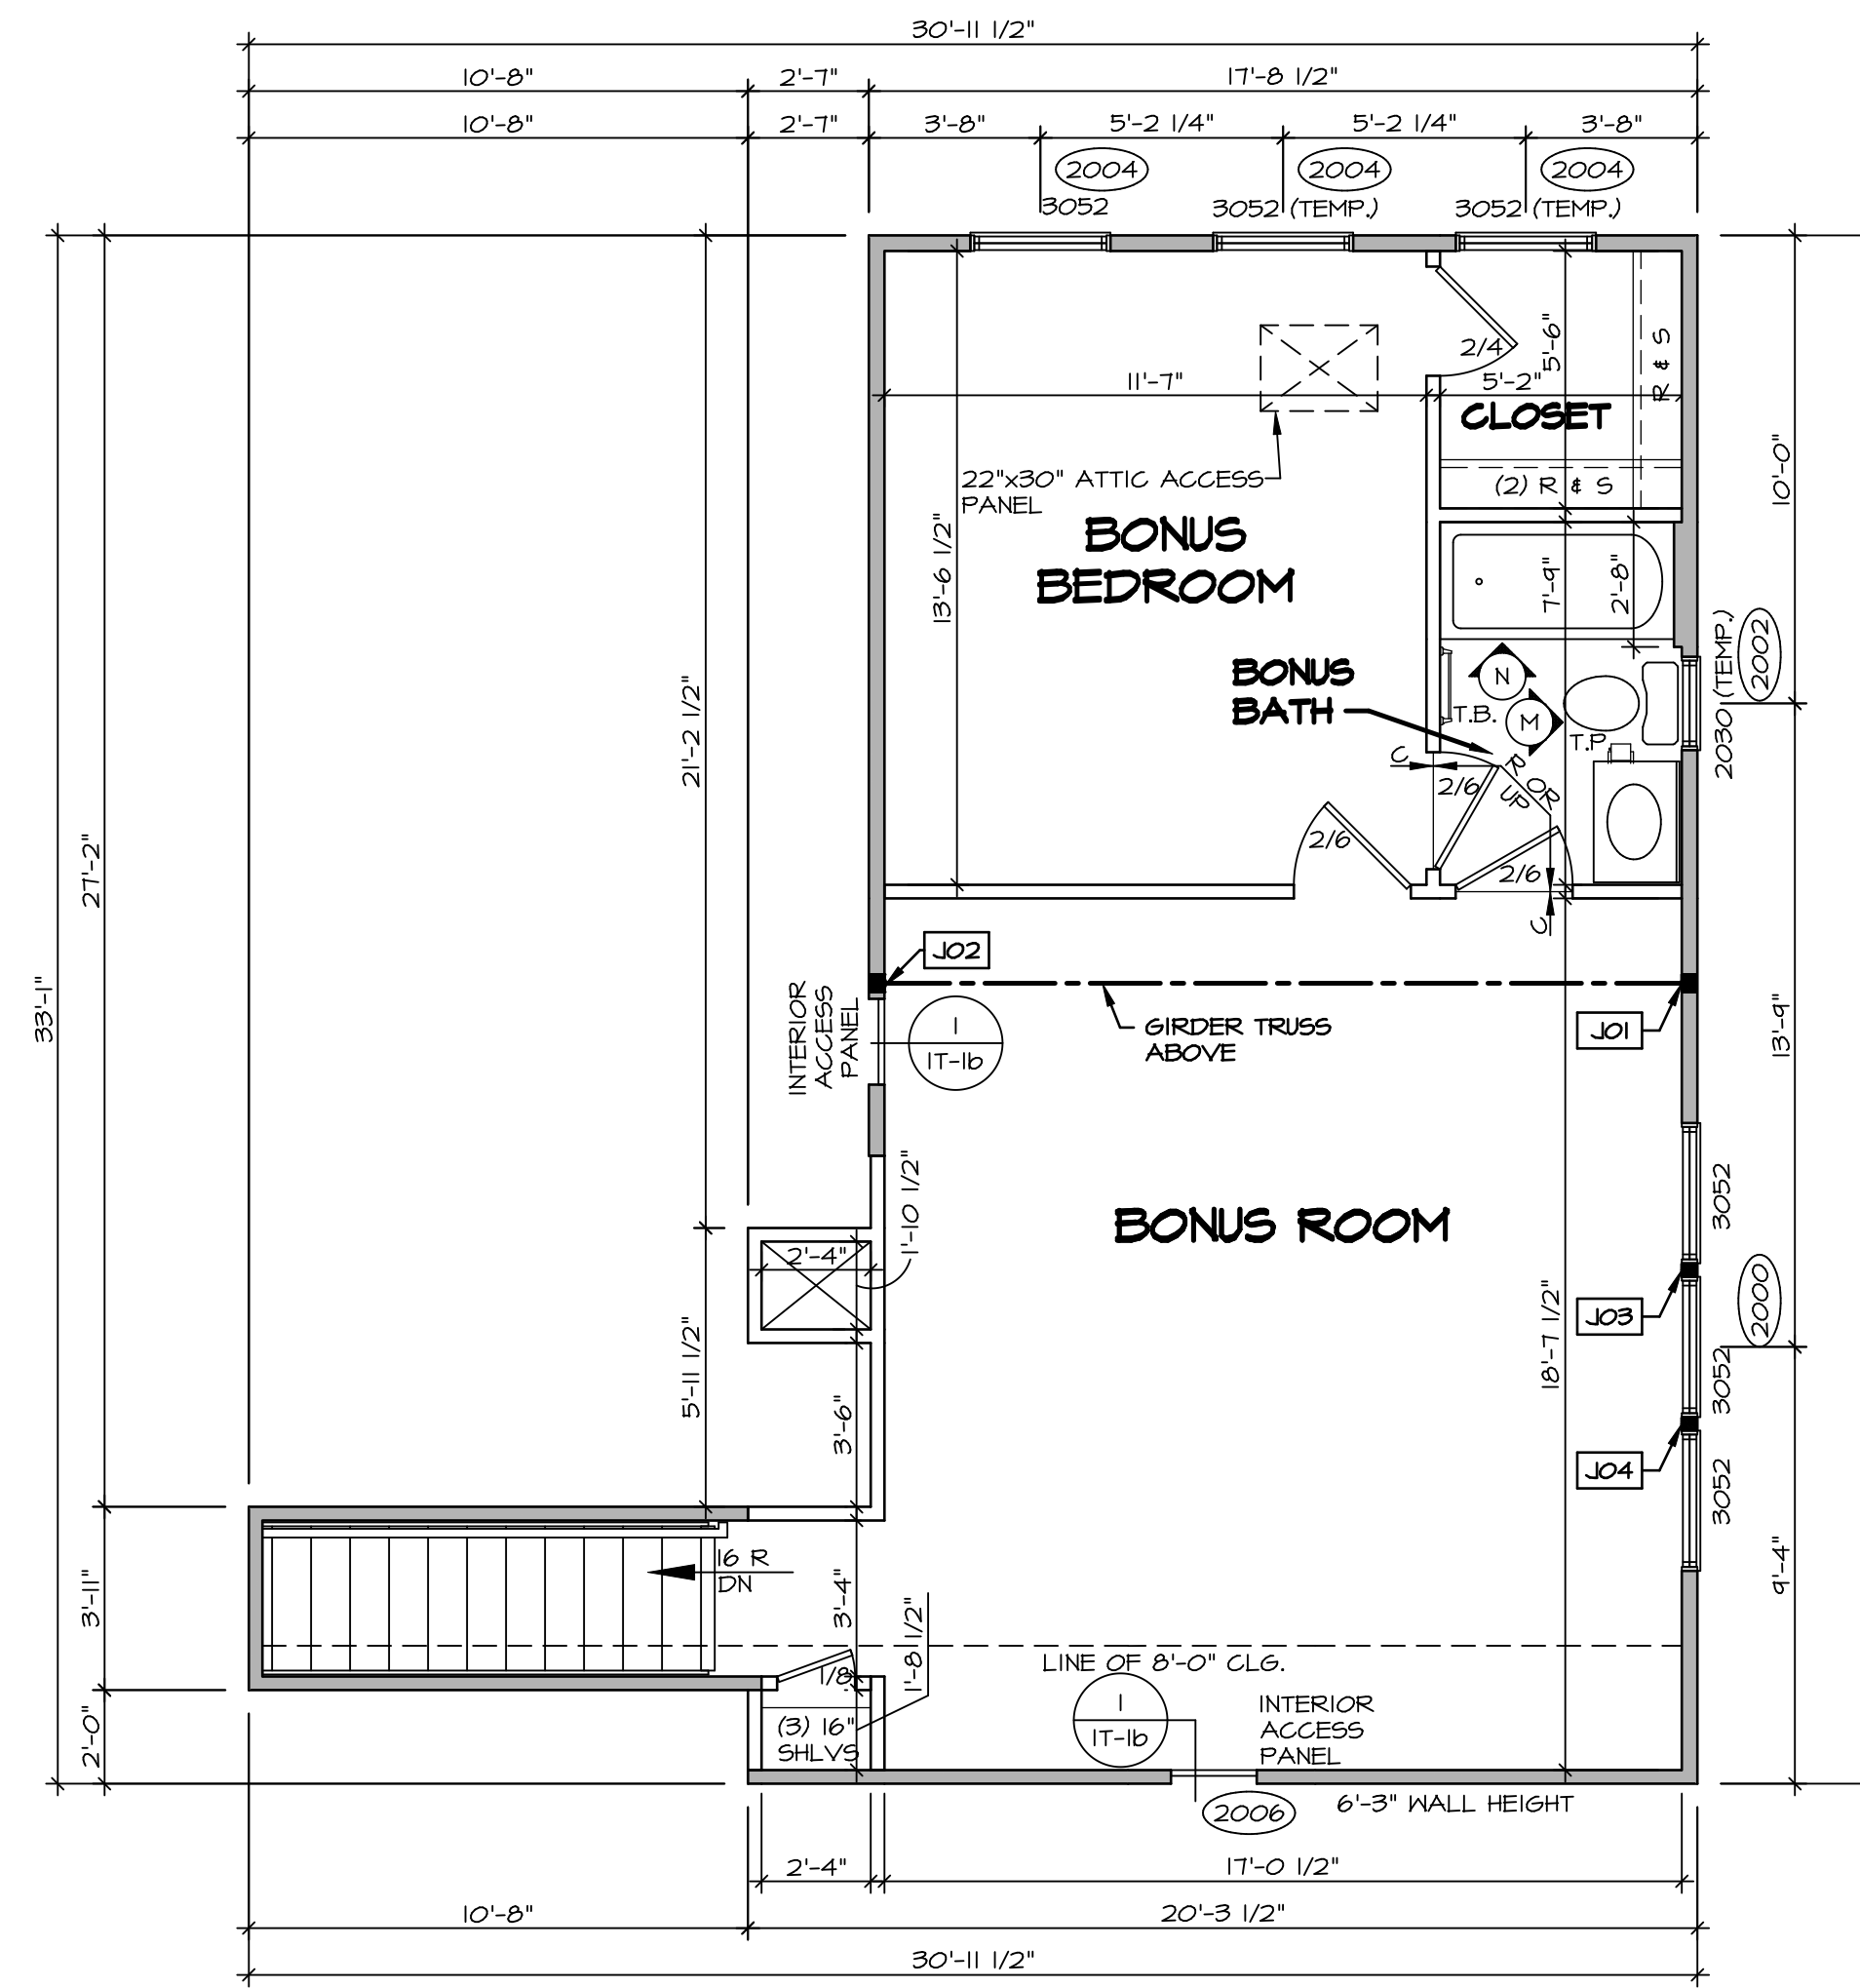 30'-11 1/2"
10'-8" 2'-7" 17'-8 1/2"
10'-8" 2'-7" 3'-8" 5'-2 1/4" 5'-2 1/4" 3'-8"
2004 2004 2004
3052 3052 (TEMP.) 3052 (TEMP.)
2/4
5'-6"
R & S
11'-7" 5'-2"
CLOSET
22"x30" ATTIC ACCESS
PANEL
(2) R & S
10'-0"
BONUS
BEDROOM
13'-6 1/2"
7'-9"
2'-8"
2030 (TEMP.)
2002
BONUS
BATH
N
T.B.
M
T.P.
21'-2 1/2"
27'-2"
33'-1"
C
2/6
R
OR
UP
2/6
2/6
C
J02
INTERIOR
ACCESS
PANEL
1
1T-1b
GIRDER TRUSS
ABOVE
J01
13'-9"
1'-10 1/2"
BONUS ROOM
3052
2'-4"
J03
2000
18'-7 1/2"
5'-11 1/2"
3052
3'-6"
J04
3052
16 R
DN
3'-11"
3'-4"
1'-8 1/2"
9'-4"
LINE OF 8'-0" CLG.
1/8
2'-0"
(3) 16"
SHLVS
1
1T-1b
INTERIOR
ACCESS
PANEL
2006
6'-3" WALL HEIGHT
2'-4" 17'-0 1/2"
10'-8" 20'-3 1/2"
30'-11 1/2"